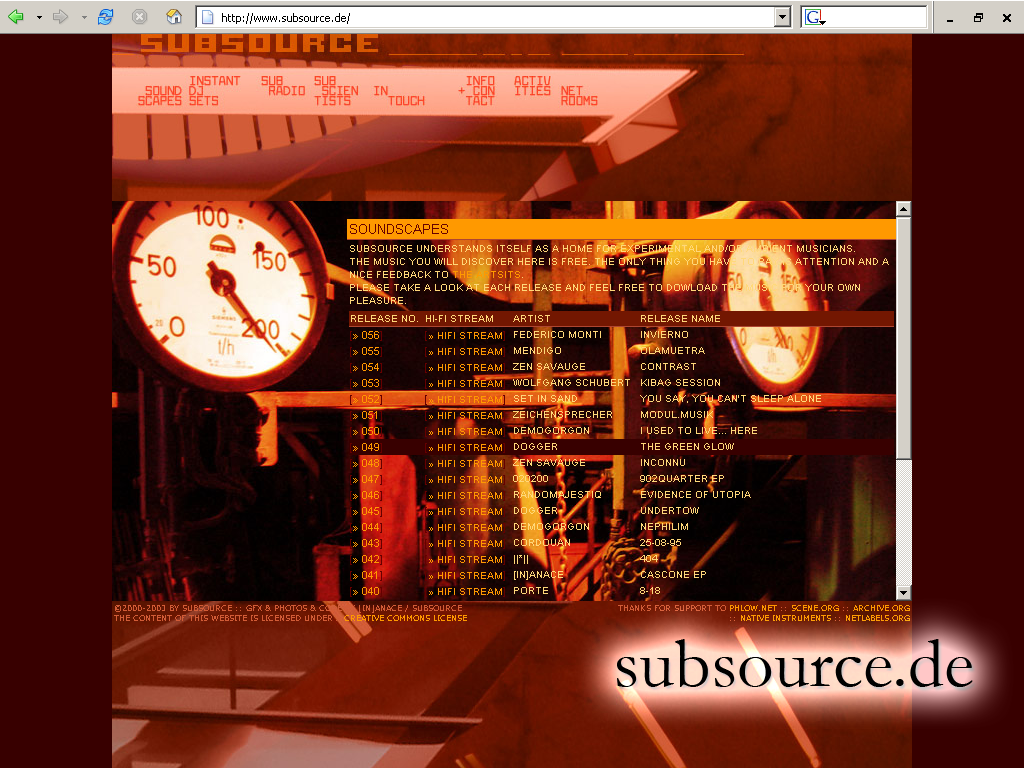 http://www.subsource.de/
SUBSOURCE
SOUND SCAPES
INSTANT DJ SETS
SUB RADIO
SUB SCIEN TISTS
IN TOUCH
INFO + CON TACT
ACTIV ITIES
NET ROOMS
100
50
150
0
200
SIEMENS
t/h
SOUNDSCAPES
SUBSOURCE UNDERSTANDS ITSELF AS A HOME FOR EXPERIMENTAL AND/OR MUSICIANS.
THE MUSIC YOU WILL DISCOVER HERE IS FREE. THE ONLY THING YOU HAVE ATTENTION AND A
NICE FEEDBACK TO THE
PLEASE TAKE A LOOK AT EACH RELEASE AND FEEL FREE TO DOWLOAD FOR YOUR OWN
PLEASURE.
RELEASE NO. HI-FI STREAM ARTIST RELEASE NAME
» 056 » HIFI STREAM FEDERICO MONTI INVIERNO
» 055 » HIFI STREAM MENDIGO OLAMUETRA
» 054 » HIFI STREAM ZEN SAVAUGE CONTRAST
» 053 » HIFI STREAM WOLFGANG SCHUBERT KIBAG SESSION
» 052 » HIFI STREAM SET IN SAND YOU SAY, YOU CAN'T SLEEP ALONE
» 051 » HIFI STREAM ZEICHENSPRECHER MODUL.MUSIK
» 050 » HIFI STREAM DEMOGORGON I USED TO LIVE... HERE
» 049 » HIFI STREAM DOGGER THE GREEN GLOW
» 048 » HIFI STREAM ZEN SAVAUGE INCONNU
» 047 » HIFI STREAM 020200 902QUARTER EP
» 046 » HIFI STREAM RANDOMAJESTIQ EVIDENCE OF UTOPIA
» 045 » HIFI STREAM DOGGER UNDERTOW
» 044 » HIFI STREAM DEMOGORGON NEPHILIM
» 043 » HIFI STREAM CORDOUAN 25-08-95
» 042 » HIFI STREAM ||*|| 404
» 041 » HIFI STREAM [IN]ANACE CASCONE EP
» 040 » HIFI STREAM PORTE 8-18
©2000-2003 BY SUBSOURCE :: GFX & PHOTOS & [IN]ANACE / SUBSOURCE
THE CONTENT OF THIS WEBSITE IS LICENSED UNDER CREATIVE COMMONS LICENSE
THANKS FOR SUPPORT TO PHLOW.NET :: SCENE.ORG :: ARCHIVE.ORG
:: NATIVE INSTRUMENTS :: NETLABELS.ORG
subsource.de